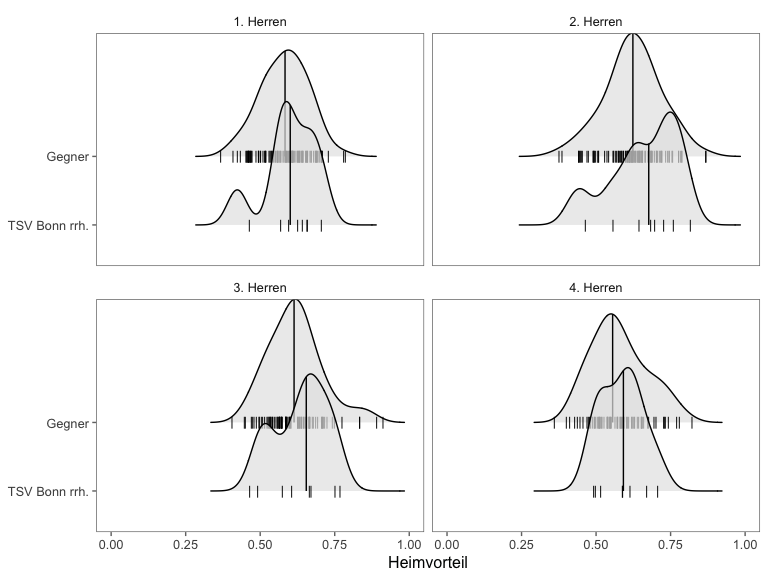 1. Herren
2. Herren
Gegner
TSV Bonn rrh.
3. Herren
4. Herren
Gegner
TSV Bonn rrh.
0.00 0.25 0.50 0.75 1.00 0.00 0.25 0.50 0.75 1.00
Heimvorteil